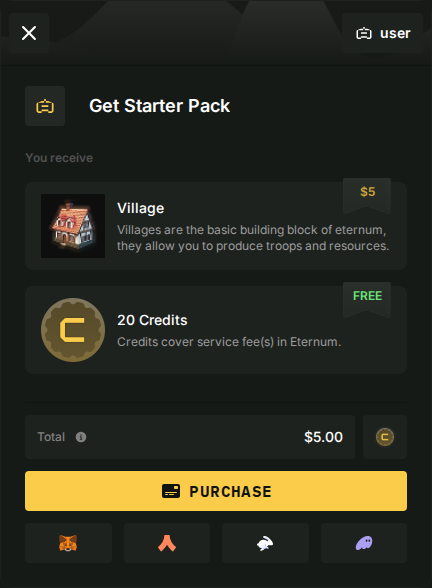 user
Get Starter Pack
You receive
$5
Village
Villages are the basic building block of eternum,
they allow you to produce troops and resources.
FREE
20 Credits
Credits cover service fee(s) in Eternum.
Total $5.00
PURCHASE